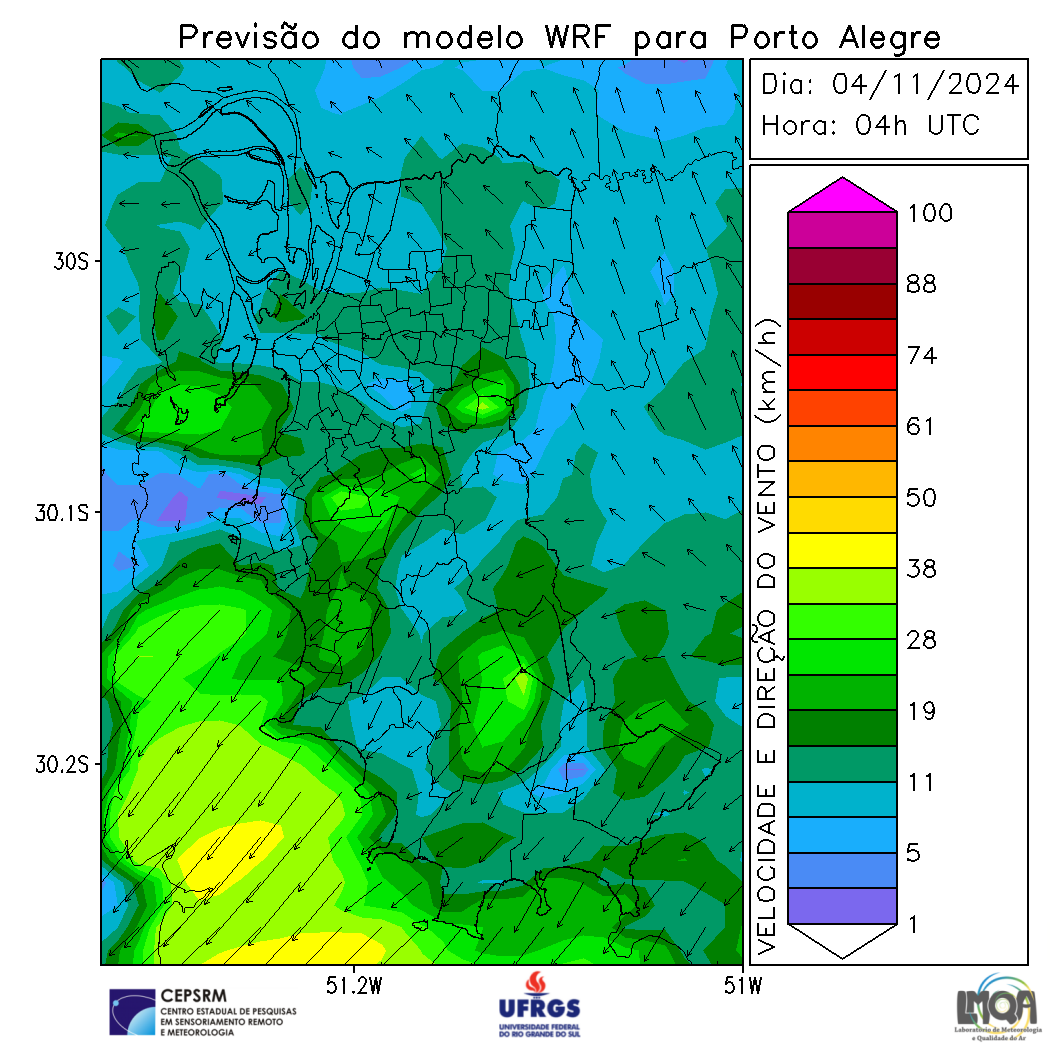 Previsão do modelo WRF para Porto Alegre
Dia: 04/11/2024
Hora: 04h UTC
30S
30.1S
30.2S
51.2W
51W
VELOCIDADE E DIREÇÃO DO VENTO (km/h)
100
88
74
61
50
38
28
19
11
5
1
CEPSRM
CENTRO ESTADUAL DE PESQUISAS
EM SENSORIAMENTO REMOTO
E METEOROLOGIA
UFRGS
UNIVERSIDADE FEDERAL
DO RIO GRANDE DO SUL
LMQA
Laboratório de Meteorologia
e Qualidade do Ar